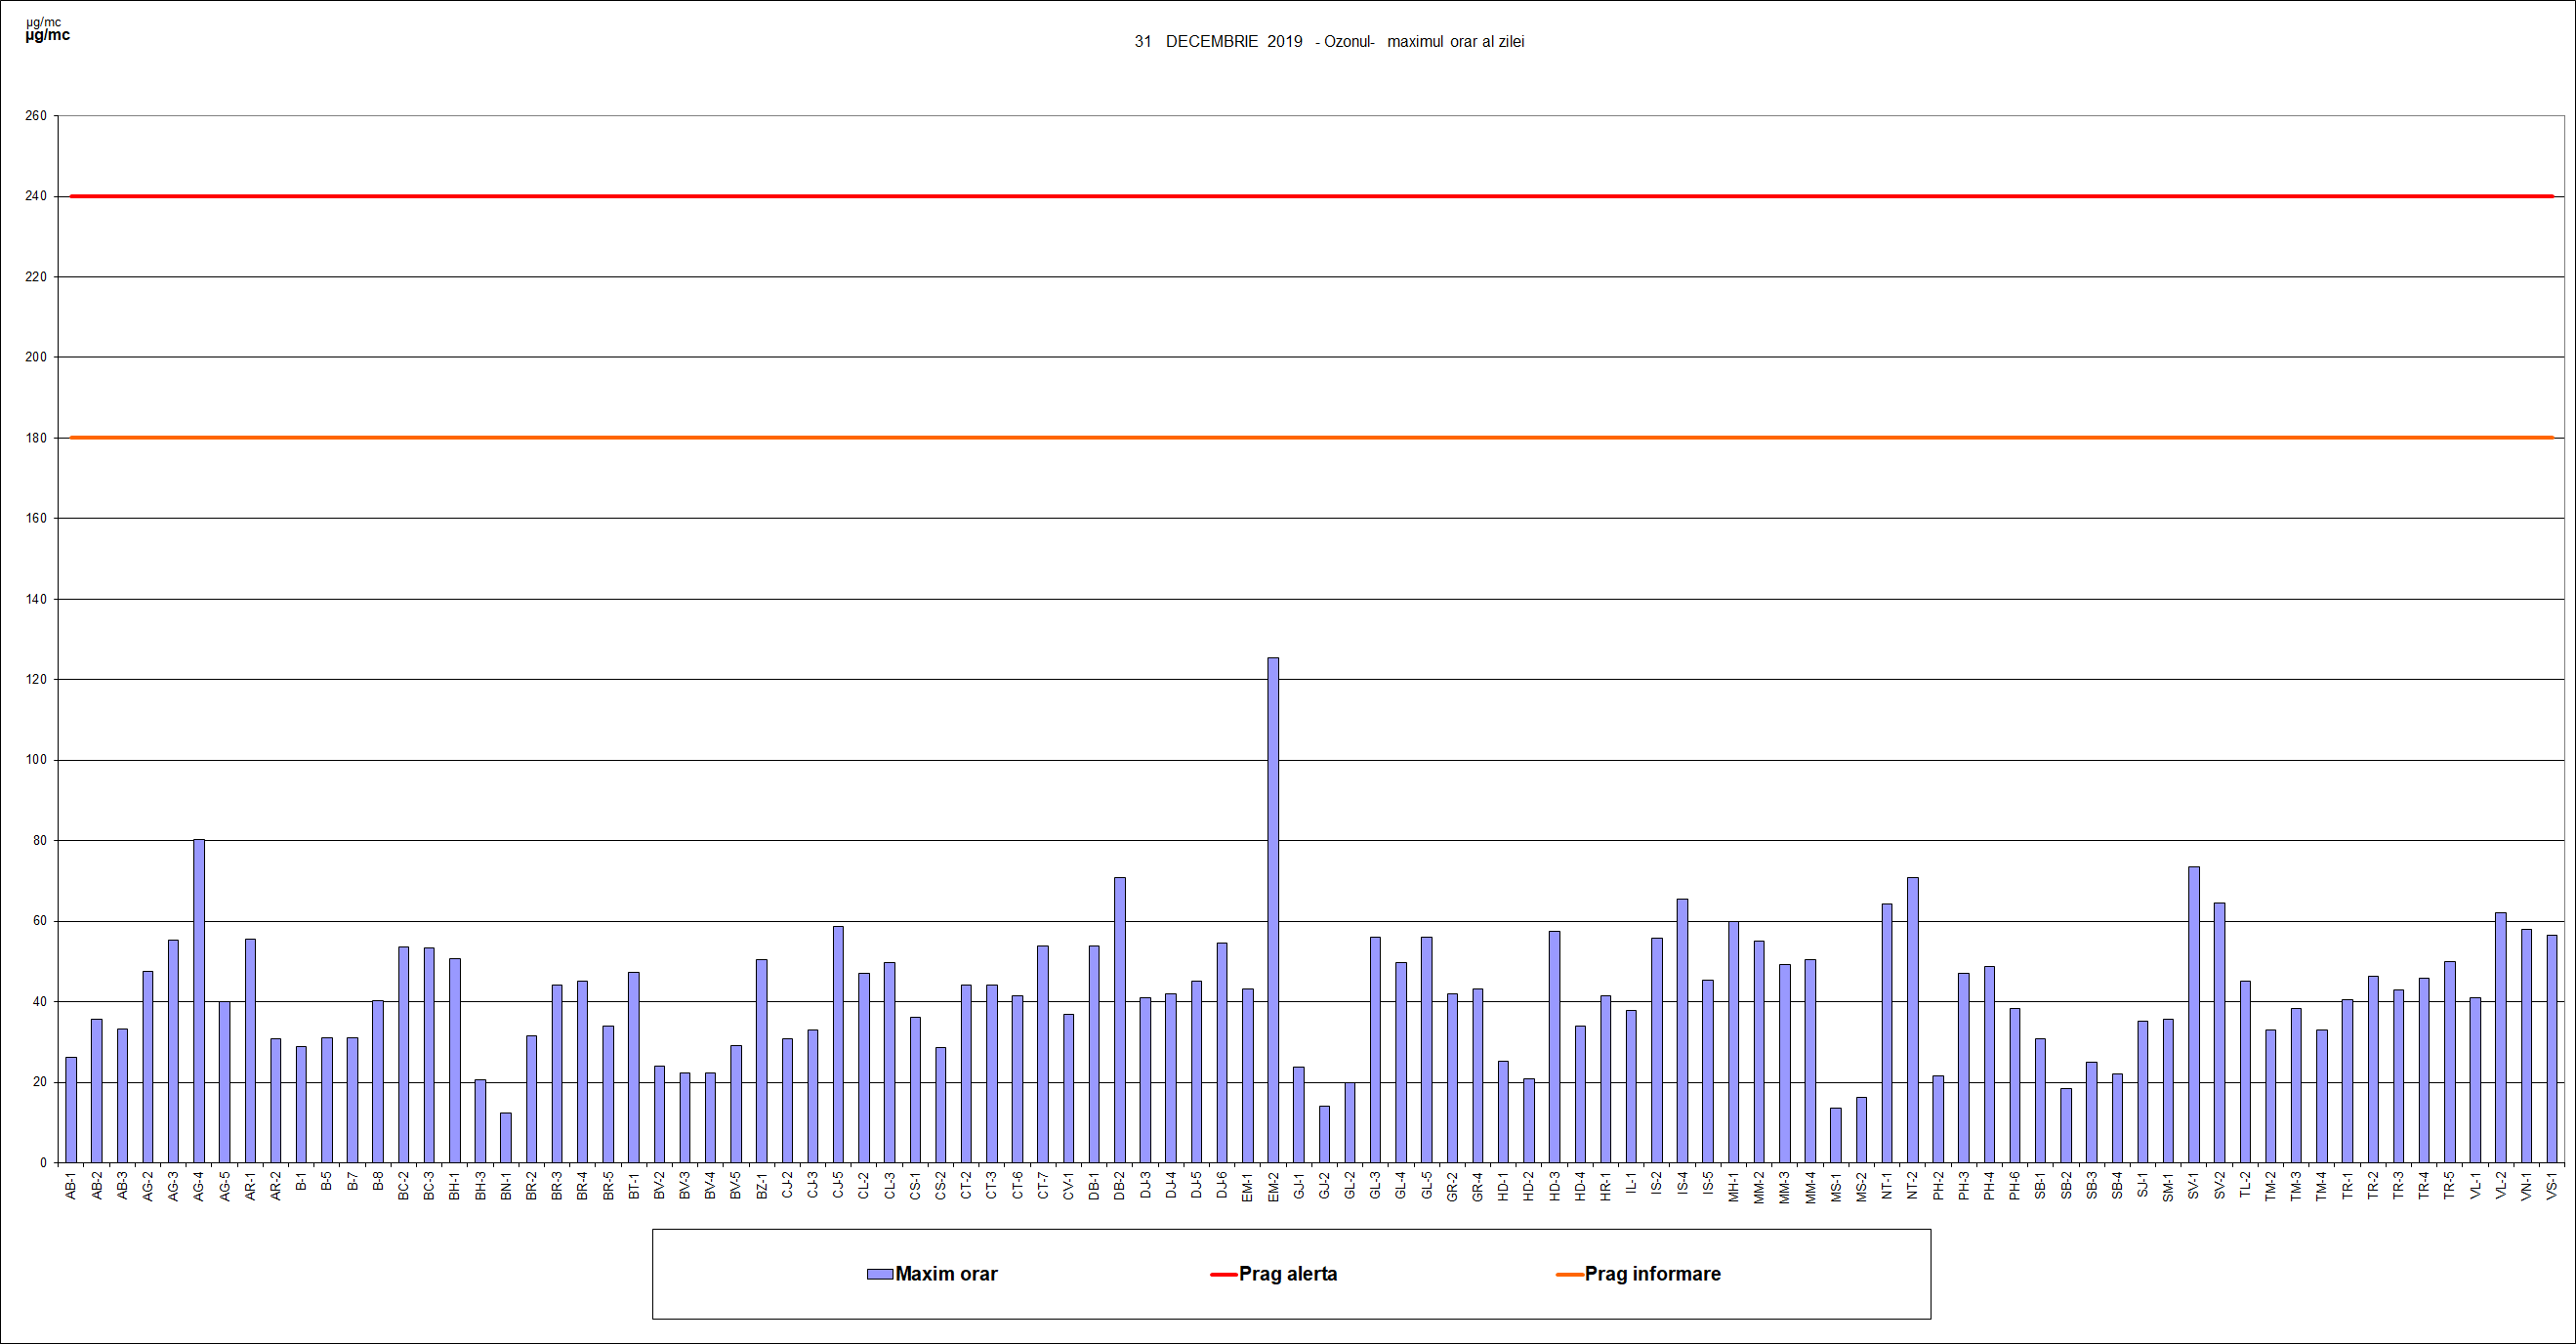 µg/mc
µg/mc
31 DECEMBRIE 2019 - Ozonul- maximul orar al zilei
260
240
220
200
180
160
140
120
100
80
60
40
20
0
AB-1
AB-2
AB-3
AG-2
AG-3
AG-4
AG-5
AR-1
AR-2
B-1
B-5
B-7
B-8
BC-2
BC-3
BH-1
BH-3
BN-1
BR-2
BR-3
BR-4
BR-5
BT-1
BV-2
BV-3
BV-4
BV-5
BZ-1
CJ-2
CJ-3
CJ-5
CL-2
CL-3
CS-1
CS-2
CT-2
CT-3
CT-6
CT-7
CV-1
DB-1
DB-2
DJ-3
DJ-4
DJ-5
DJ-6
EM-1
EM-2
GJ-1
GJ-2
GL-2
GL-3
GL-4
GL-5
GR-2
GR-4
HD-1
HD-2
HD-3
HD-4
HR-1
IL-1
IS-2
IS-4
IS-5
MH-1
MM-2
MM-3
MM-4
MS-1
MS-2
NT-1
NT-2
PH-2
PH-3
PH-4
PH-6
SB-1
SB-2
SB-3
SB-4
SJ-1
SM-1
SV-1
SV-2
TL-2
TM-2
TM-3
TM-4
TR-1
TR-2
TR-3
TR-4
TR-5
VL-1
VL-2
VN-1
VS-1
Maxim orar
Prag alerta
Prag informare